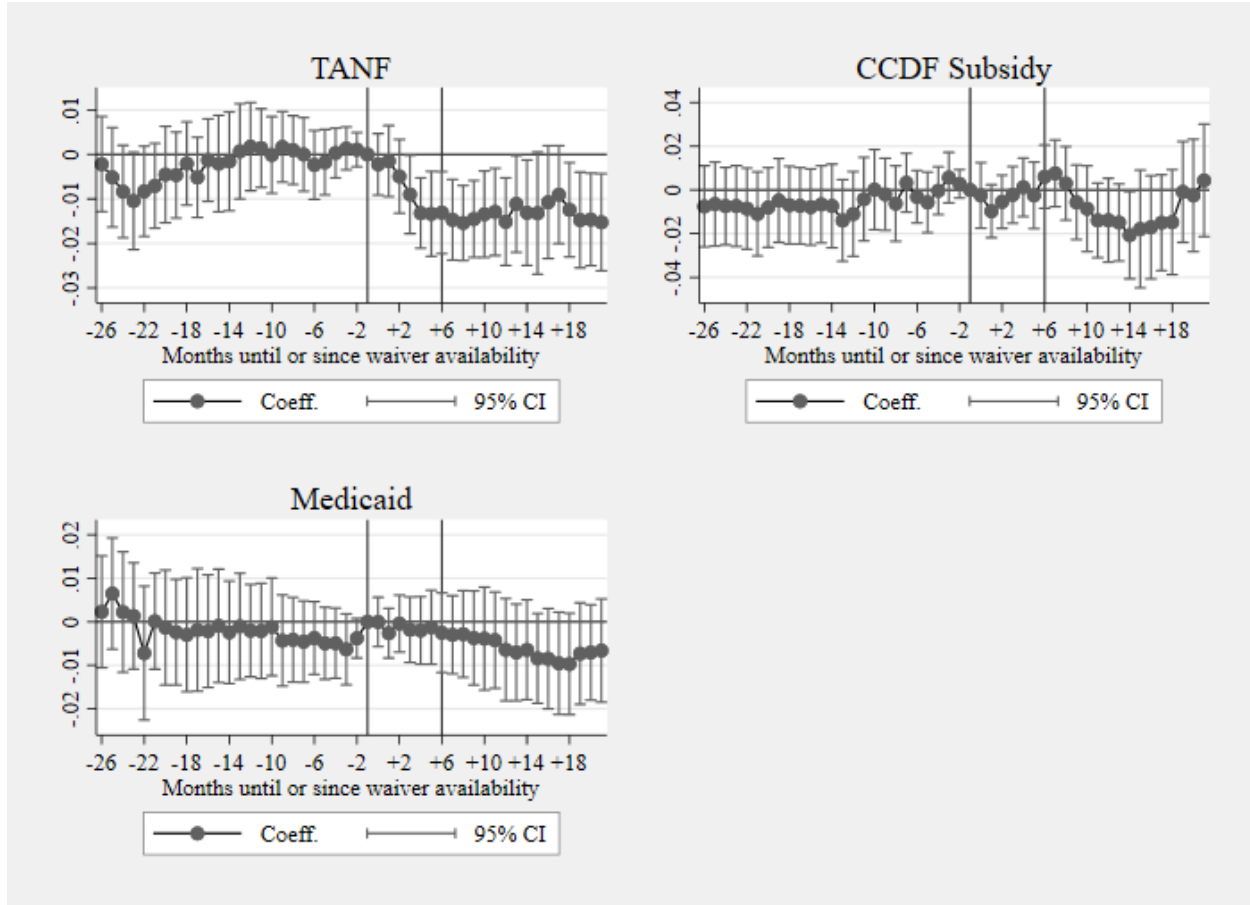 TANF
.01
0
-.01
-.02
-.03
-26 -22 -18 -14 -10 -6 -2 +2 +6 +10 +14 +18
Months until or since waiver availability
Coeff. 95% CI
CCDF Subsidy
.04
.02
0
-.02
-.04
-26 -22 -18 -14 -10 -6 -2 +2 +6 +10 +14 +18
Months until or since waiver availability
Coeff. 95% CI
Medicaid
.02
.01
0
-.01
-.02
-26 -22 -18 -14 -10 -6 -2 +2 +6 +10 +14 +18
Months until or since waiver availability
Coeff. 95% CI